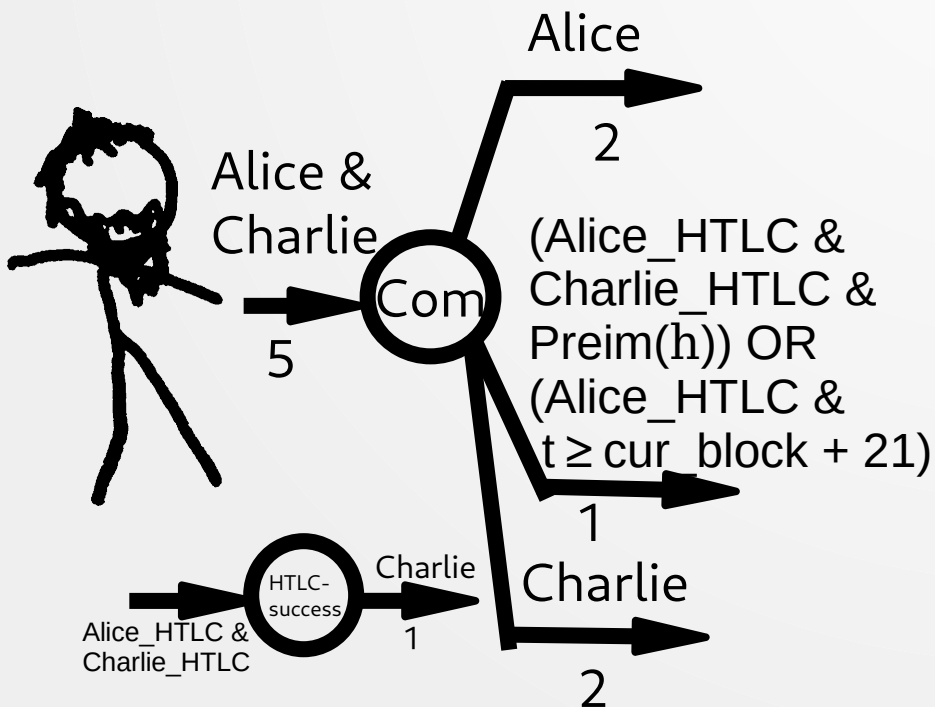 Alice
2
Alice &
Charlie
5
Com
(Alice_HTLC &
Charlie_HTLC &
Preim(h)) OR
(Alice_HTLC &
t ≥ cur_block + 21)
1
Charlie
2
HTLC-
success
Alice_HTLC &
Charlie_HTLC
Charlie
1